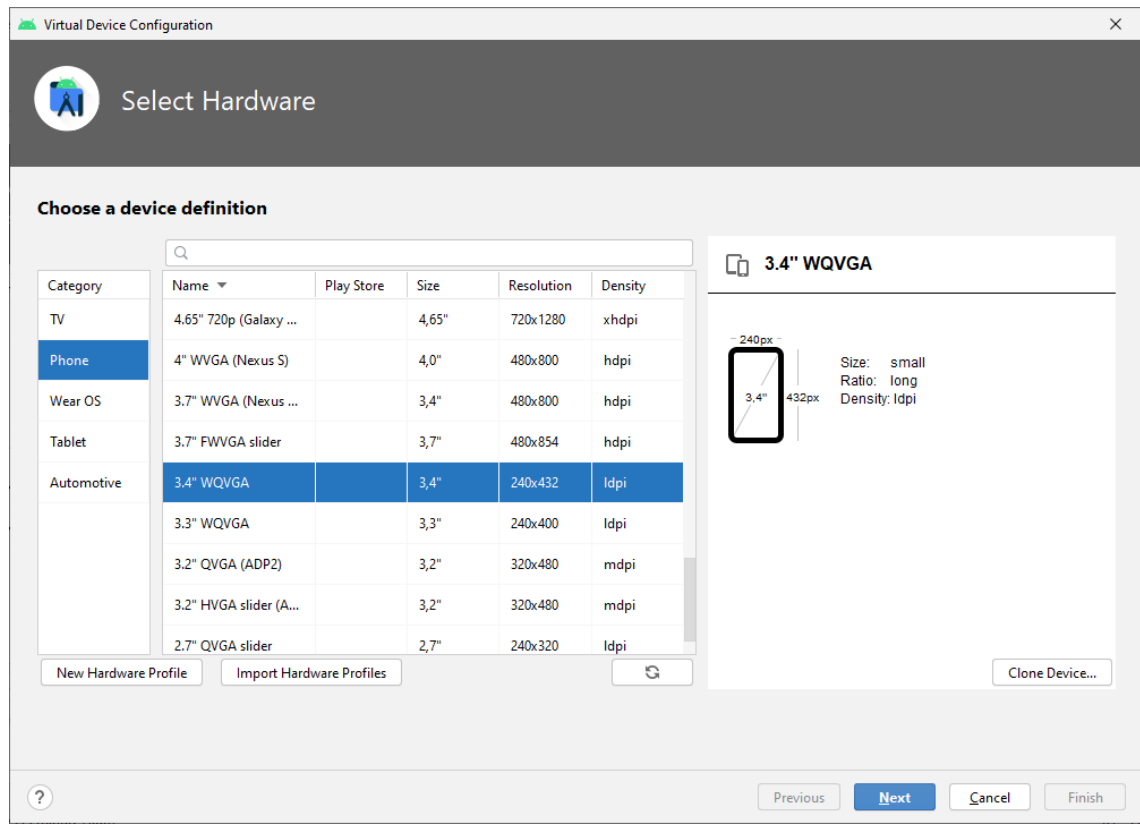 Virtual Device Configuration
Select Hardware
Choose a device definition
Category
TV
Phone
Wear OS
Tablet
Automotive
Name Play Store Size Resolution Density
4.65" 720p (Galaxy ... 4,65" 720x1280 xhdpi
4" WVGA (Nexus S) 4,0" 480x800 hdpi
3.7" WVGA (Nexus ... 3,4" 480x800 hdpi
3.7" FWVGA slider 3,7" 480x854 hdpi
3.4" WQVGA 3,4" 240x432 ldpi
3.3" WQVGA 3,3" 240x400 ldpi
3.2" QVGA (ADP2) 3,2" 320x480 mdpi
3.2" HVGA slider (A... 3,2" 320x480 mdpi
2.7" QVGA slider 2,7" 240x320 ldpi
New Hardware Profile Import Hardware Profiles
3.4" WQVGA
240px
3,4" 432px
Size: small
Ratio: long
Density: ldpi
Clone Device...
? Previous Next Cancel Finish